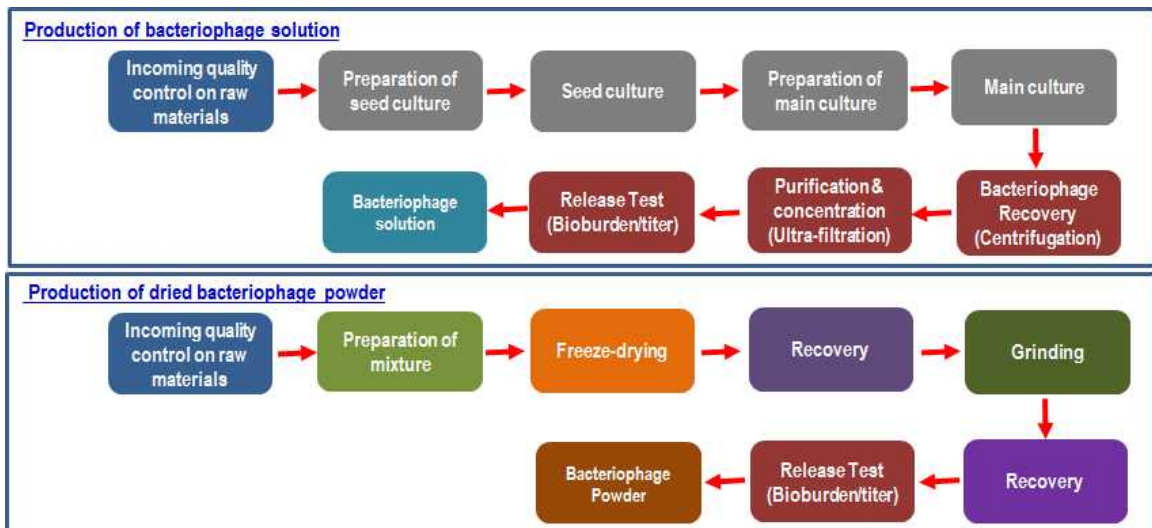 Production of bacteriophage solution
Incoming quality
control on raw
materials
Preparation of
seed culture
Seed culture
Preparation of
main culture
Main culture
Bacteriophage
Recovery
(Centrifugation)
Purification &
concentration
(Ultra-filtration)
Release Test
(Bioburden/titer)
Bacteriophage
solution
Production of dried bacteriophage powder
Incoming quality
control on raw
materials
Preparation of
mixture
Freeze-drying
Recovery
Grinding
Recovery
Release Test
(Bioburden/titer)
Bacteriophage
Powder